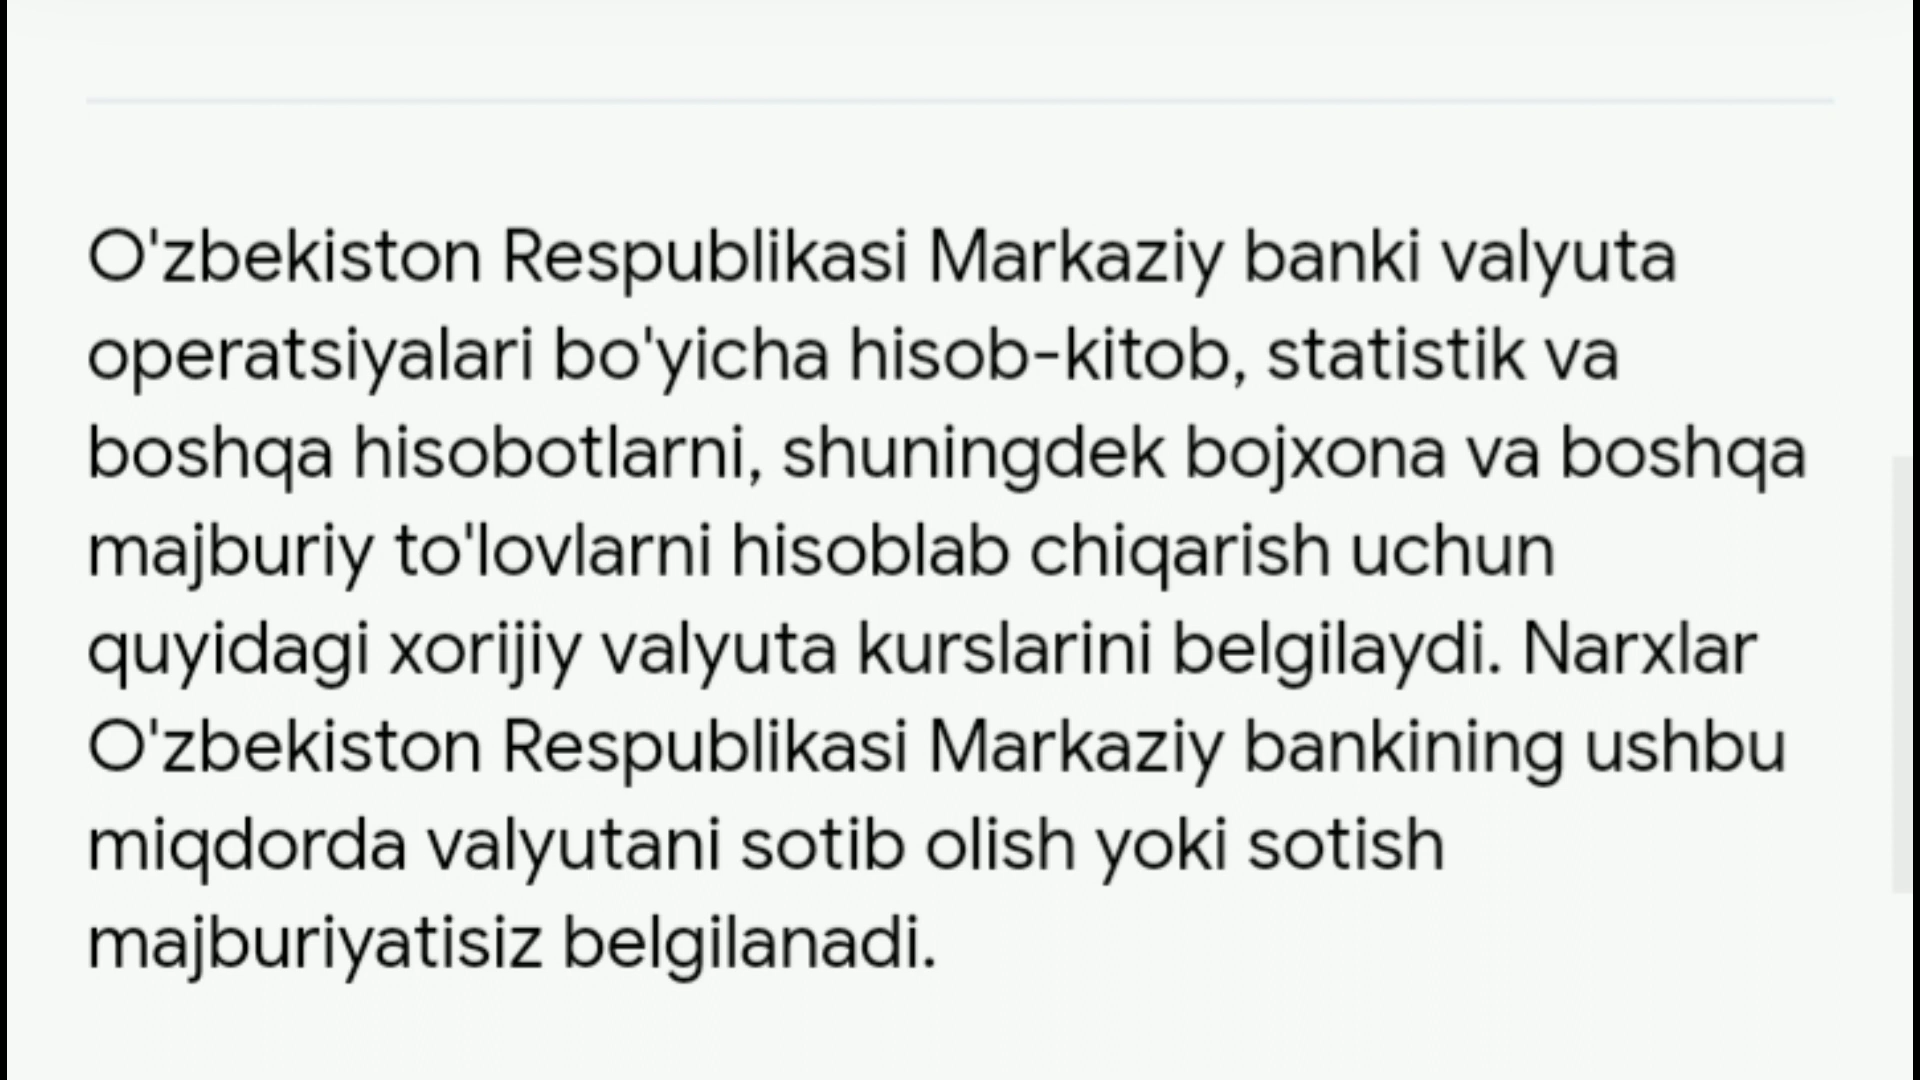 O'zbekiston Respublikasi Markaziy banki valyuta
operatsiyalari bo'yicha hisob-kitob, statistik va
boshqa hisobotlarni, shuningdek bojxona va boshqa
majburiy to'lovlarni hisoblab chiqarish uchun
quyidagi xorijiy valyuta kurslarini belgilaydi. Narxlar
O'zbekiston Respublikasi Markaziy bankining ushbu
miqdorda valyutani sotib olish yoki sotish
majburiyatisiz belgilanadi.